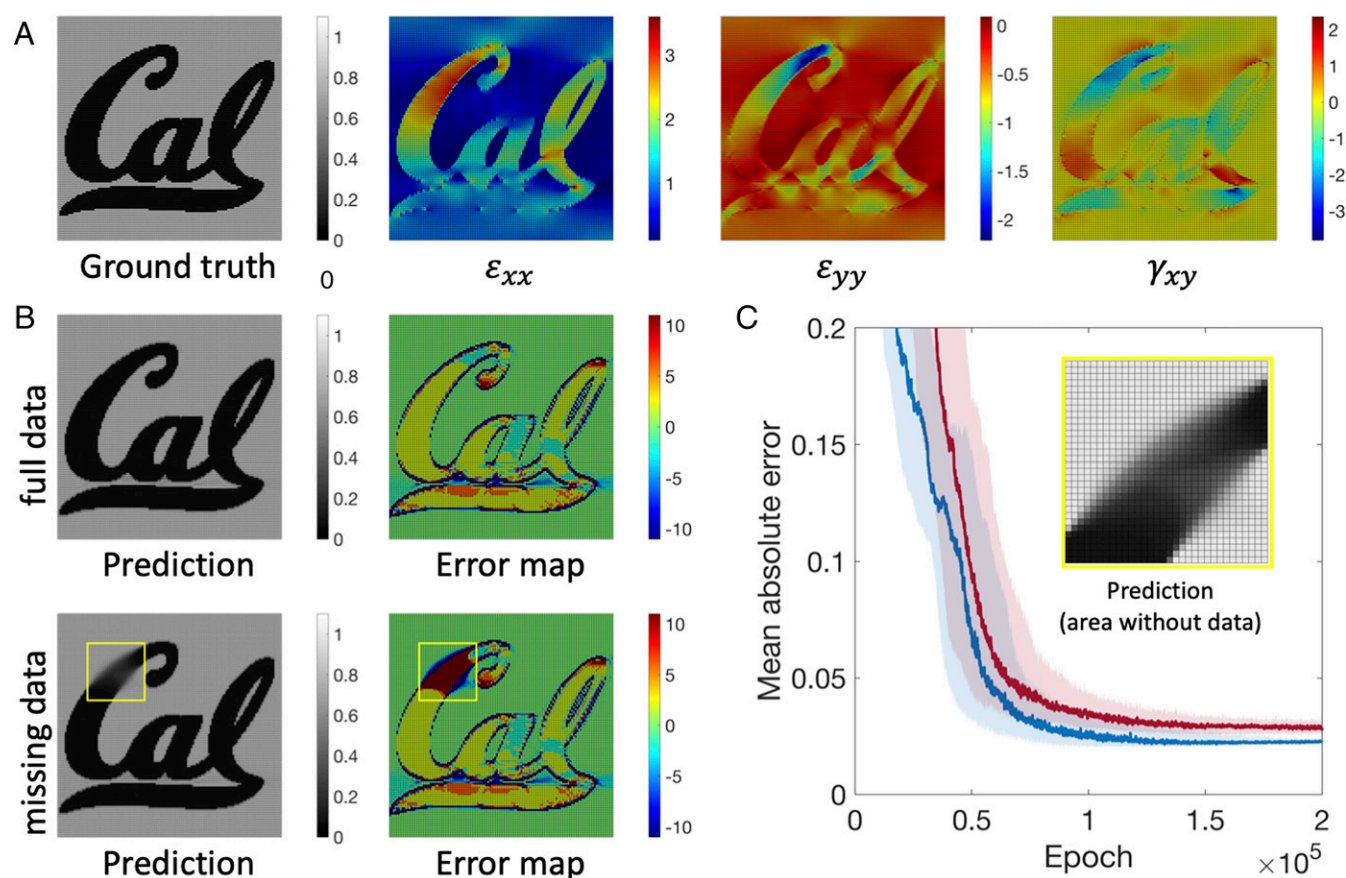 A
Cal
1
0.8
0.6
0.4
0.2
0
3
2
1
0
-0.5
-1
-1.5
-2
2
1
0
-1
-2
-3
Ground truth
0
εxx
εyy
γxy
B
full data
Cal
1
0.8
0.6
0.4
0.2
0
Cal
10
5
0
-5
-10
Prediction
Error map
missing data
Cal
1
0.8
0.6
0.4
0.2
0
Cal
10
5
0
-5
-10
Prediction
Error map
C
Mean absolute error
0.2
0.15
0.1
0.05
0
Prediction
(area without data)
0 0.5 1 1.5 2
Epoch ×10^5